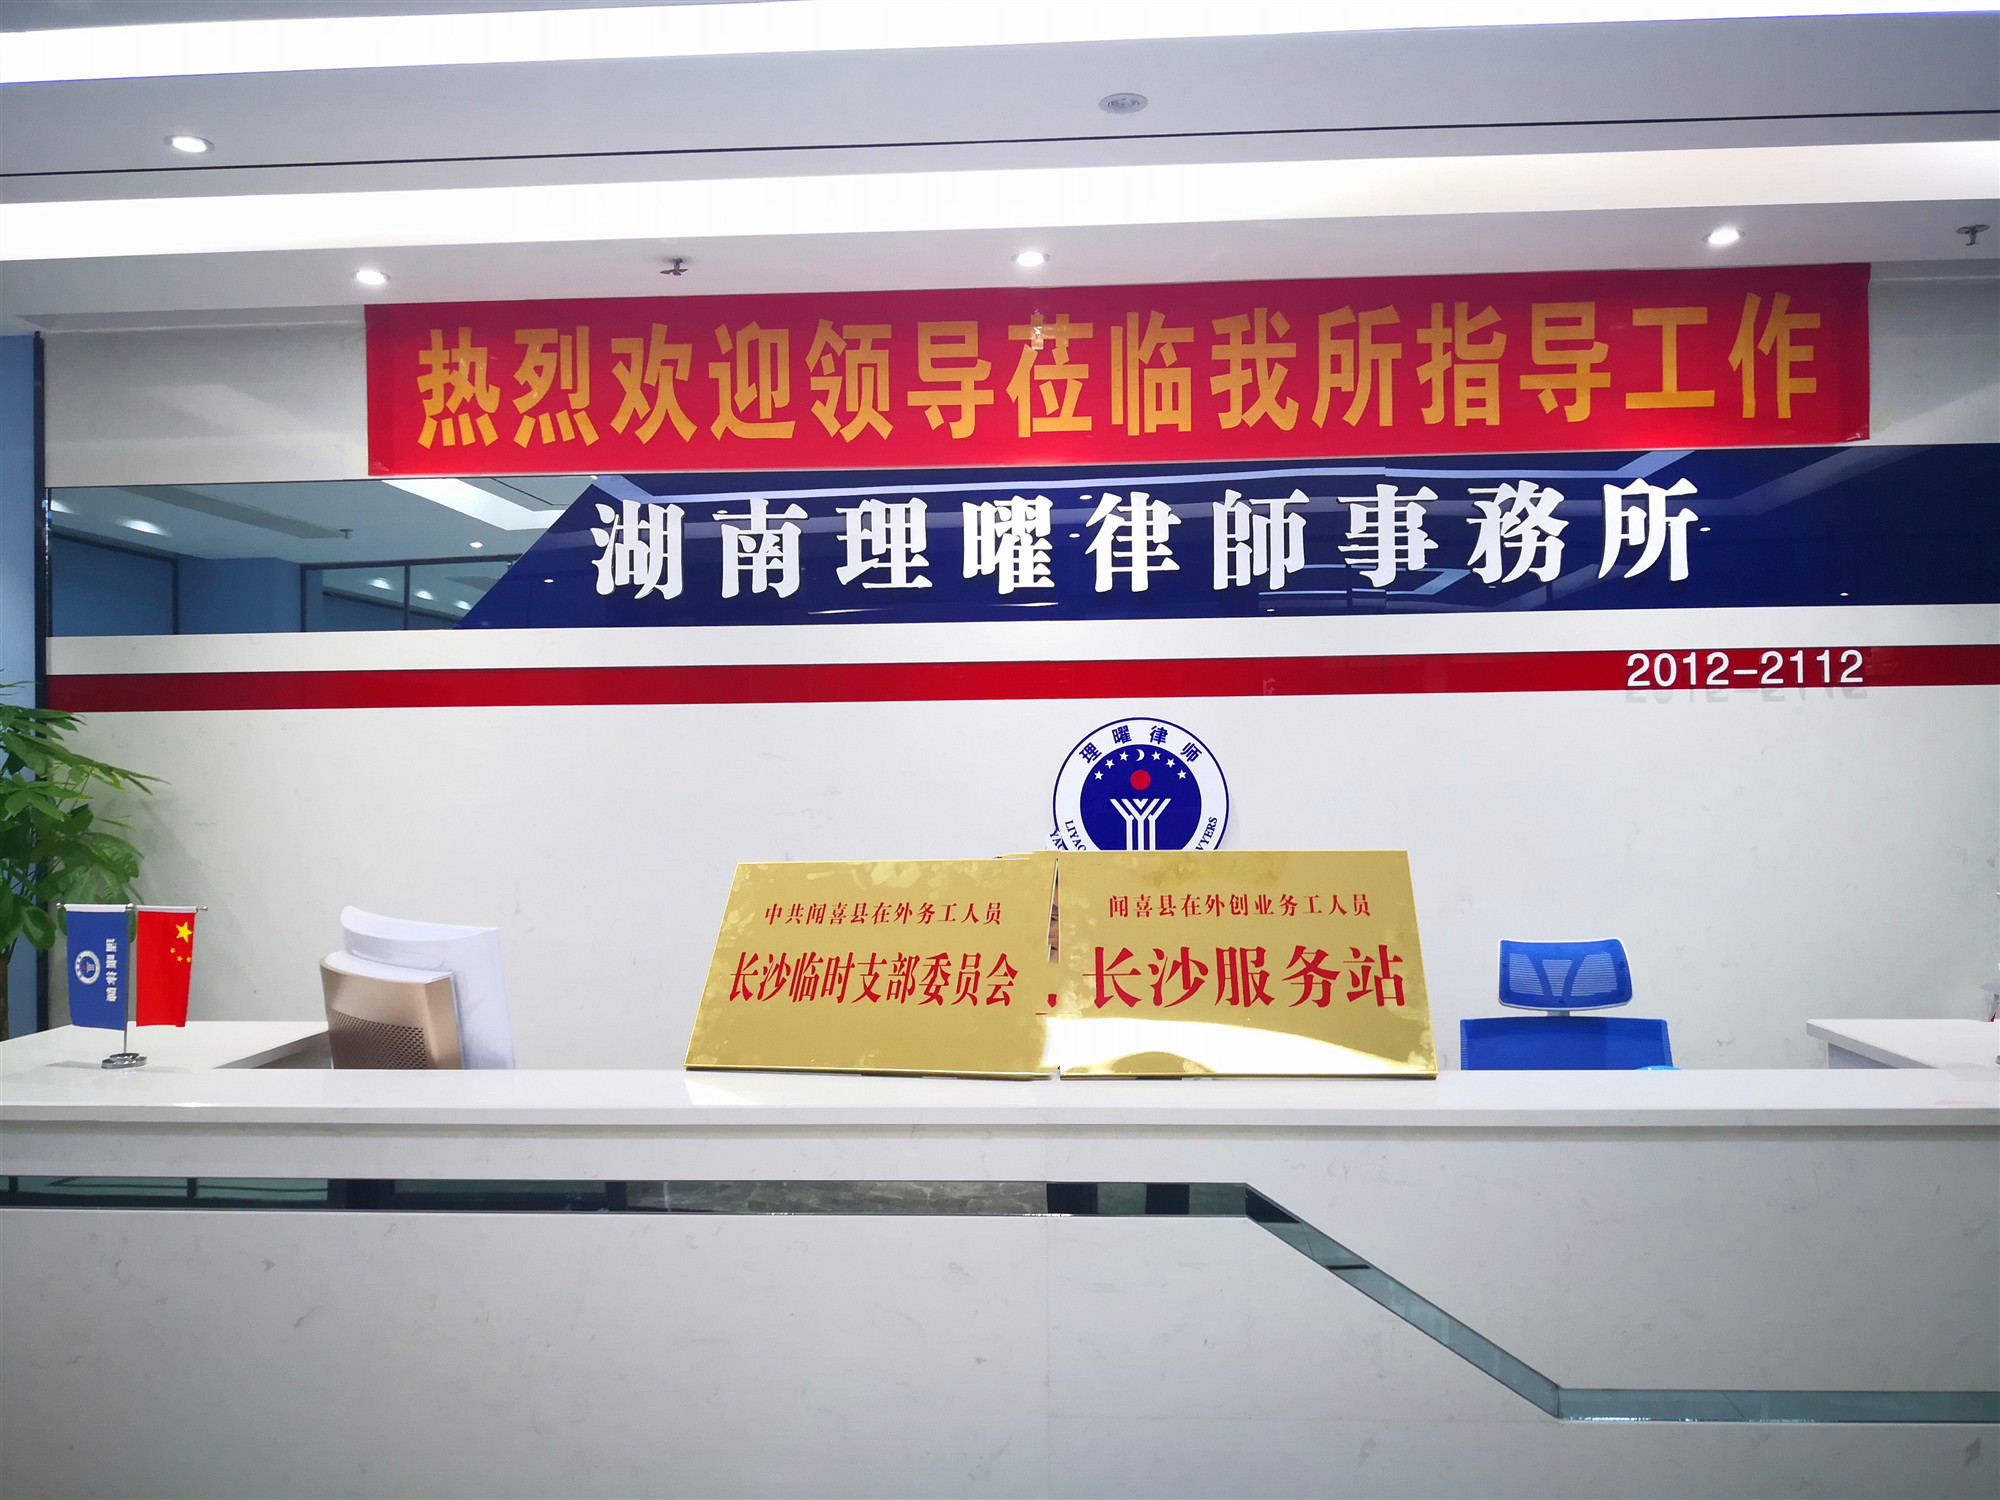 热烈欢迎领导莅临我所指导工作
湖南理曜律師事務所
2012-2112
理曜律师
中共闻喜县在外务工人员
长沙临时支部委员会
闻喜县在外创业务工人员
长沙服务站